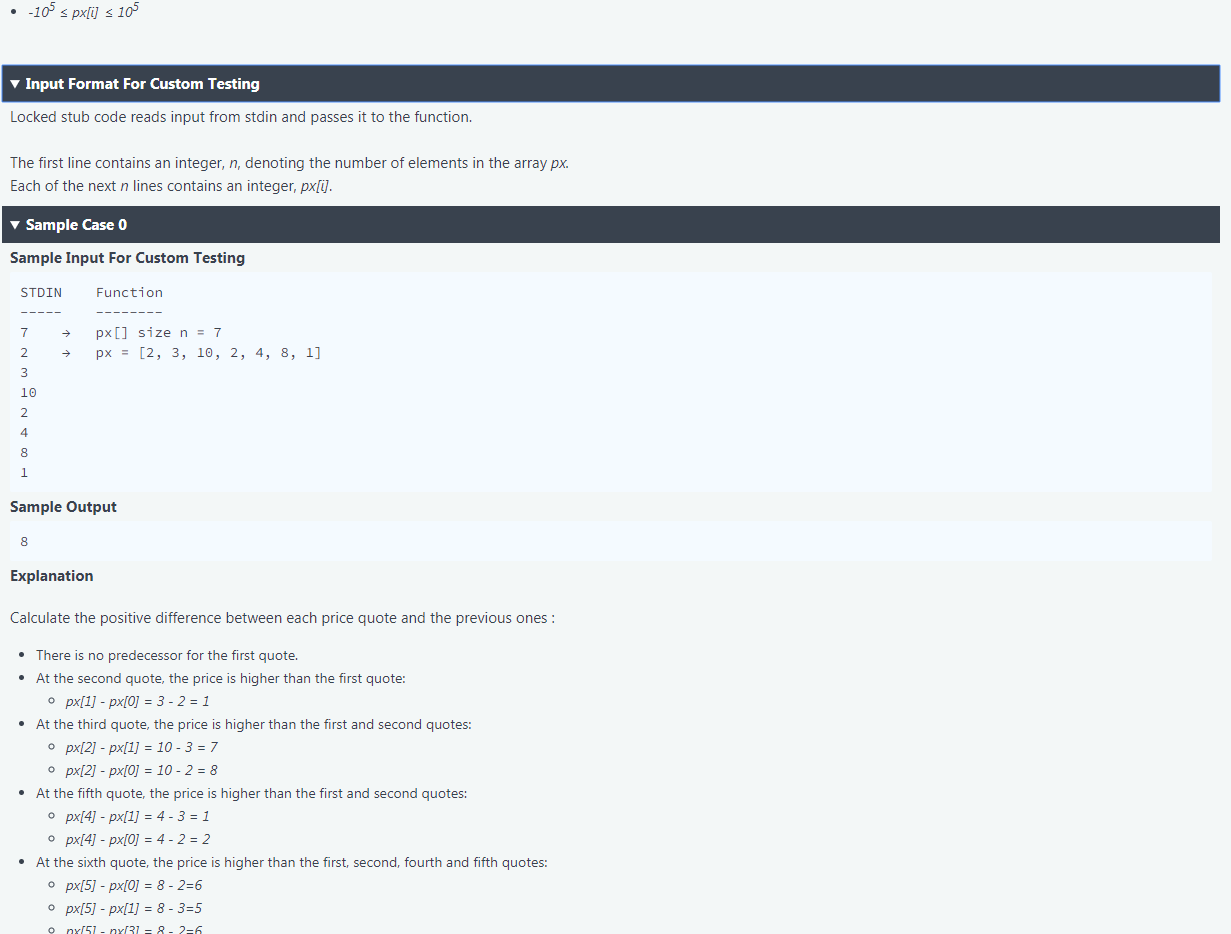 • -10⁵ ≤ px[i] ≤ 10⁵
▼ Input Format For Custom Testing
Locked stub code reads input from stdin and passes it to the function.
The first line contains an integer, n, denoting the number of elements in the array px.
Each of the next n lines contains an integer, px[i].
▼ Sample Case 0
Sample Input For Custom Testing
STDIN    Function
-----    --------
7    →   px[] size n = 7
2    →   px = [2, 3, 10, 2, 4, 8, 1]
3
10
2
4
8
1
Sample Output
8
Explanation
Calculate the positive difference between each price quote and the previous ones :
• There is no predecessor for the first quote.
• At the second quote, the price is higher than the first quote:
○ px[1] - px[0] = 3 - 2 = 1
• At the third quote, the price is higher than the first and second quotes:
○ px[2] - px[1] = 10 - 3 = 7
○ px[2] - px[0] = 10 - 2 = 8
• At the fifth quote, the price is higher than the first and second quotes:
○ px[4] - px[1] = 4 - 3 = 1
○ px[4] - px[0] = 4 - 2 = 2
• At the sixth quote, the price is higher than the first, second, fourth and fifth quotes:
○ px[5] - px[0] = 8 - 2=6
○ px[5] - px[1] = 8 - 3=5
○ px[5] - px[3] = 8 - 2=6